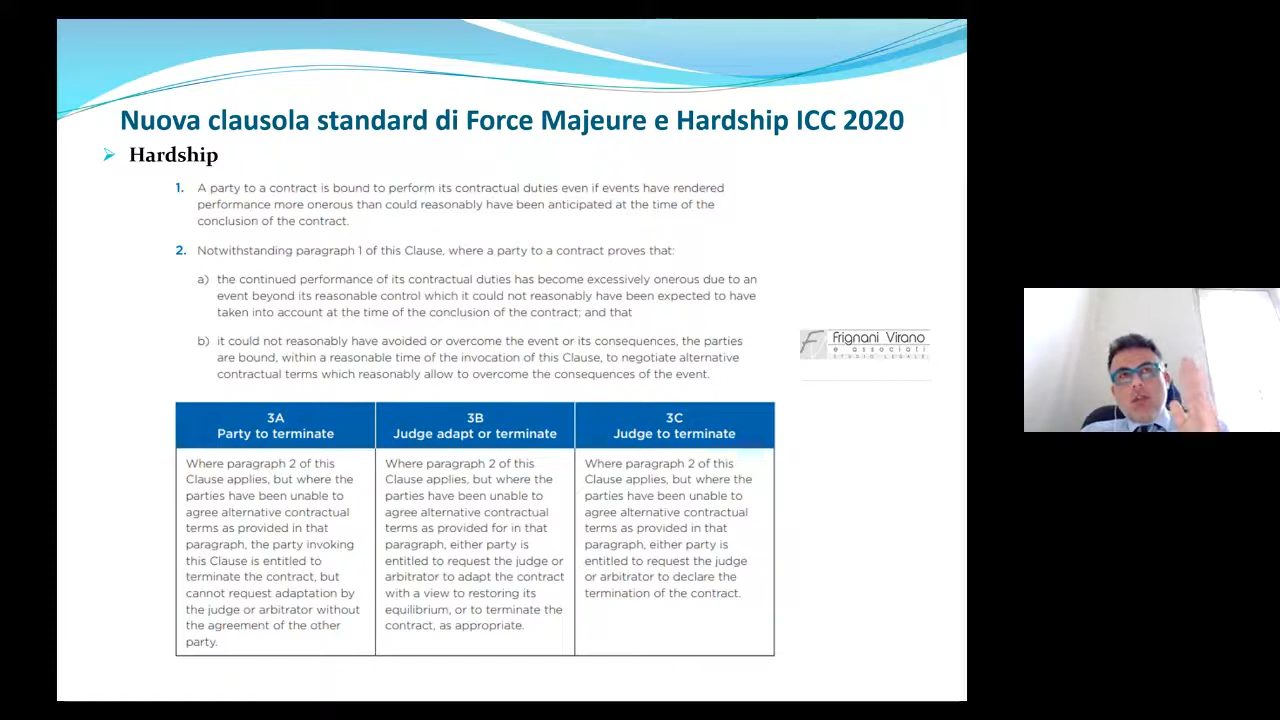 Nuova clausola standard di Force Majeure e Hardship ICC 2020
Hardship
1. A party to a contract is bound to perform its contractual duties even if events have rendered
performance more onerous than could reasonably have been anticipated at the time of the
conclusion of the contract.
2. Notwithstanding paragraph 1 of this Clause, where a party to a contract proves that:
a) the continued performance of its contractual duties has become excessively onerous due to an
event beyond its reasonable control which it could not reasonably have been expected to have
taken into account at the time of the conclusion of the contract; and that
b) it could not reasonably have avoided or overcome the event or its consequences, the parties
are bound, within a reasonable time of the invocation of this Clause, to negotiate alternative
contractual terms which reasonably allow to overcome the consequences of the event.
3A
Party to terminate
Where paragraph 2 of this
Clause applies, but where the
parties have been unable to
agree alternative contractual
terms as provided in that
paragraph, the party invoking
this Clause is entitled to
terminate the contract, but
cannot request adaptation by
the judge or arbitrator without
the agreement of the other
party.
3B
Judge adapt or terminate
Where paragraph 2 of this
Clause applies, but where the
parties have been unable to
agree alternative contractual
terms as provided for in that
paragraph, either party is
entitled to request the judge or
arbitrator to adapt the contract
with a view to restoring its
equilibrium, or to terminate the
contract, as appropriate.
3C
Judge to terminate
Where paragraph 2 of this
Clause applies, but where the
parties have been unable to
agree alternative contractual
terms as provided in that
paragraph, either party is
entitled to request the judge
or arbitrator to declare the
termination of the contract.
Frignani Virano
e associati
STUDIO LEGALE